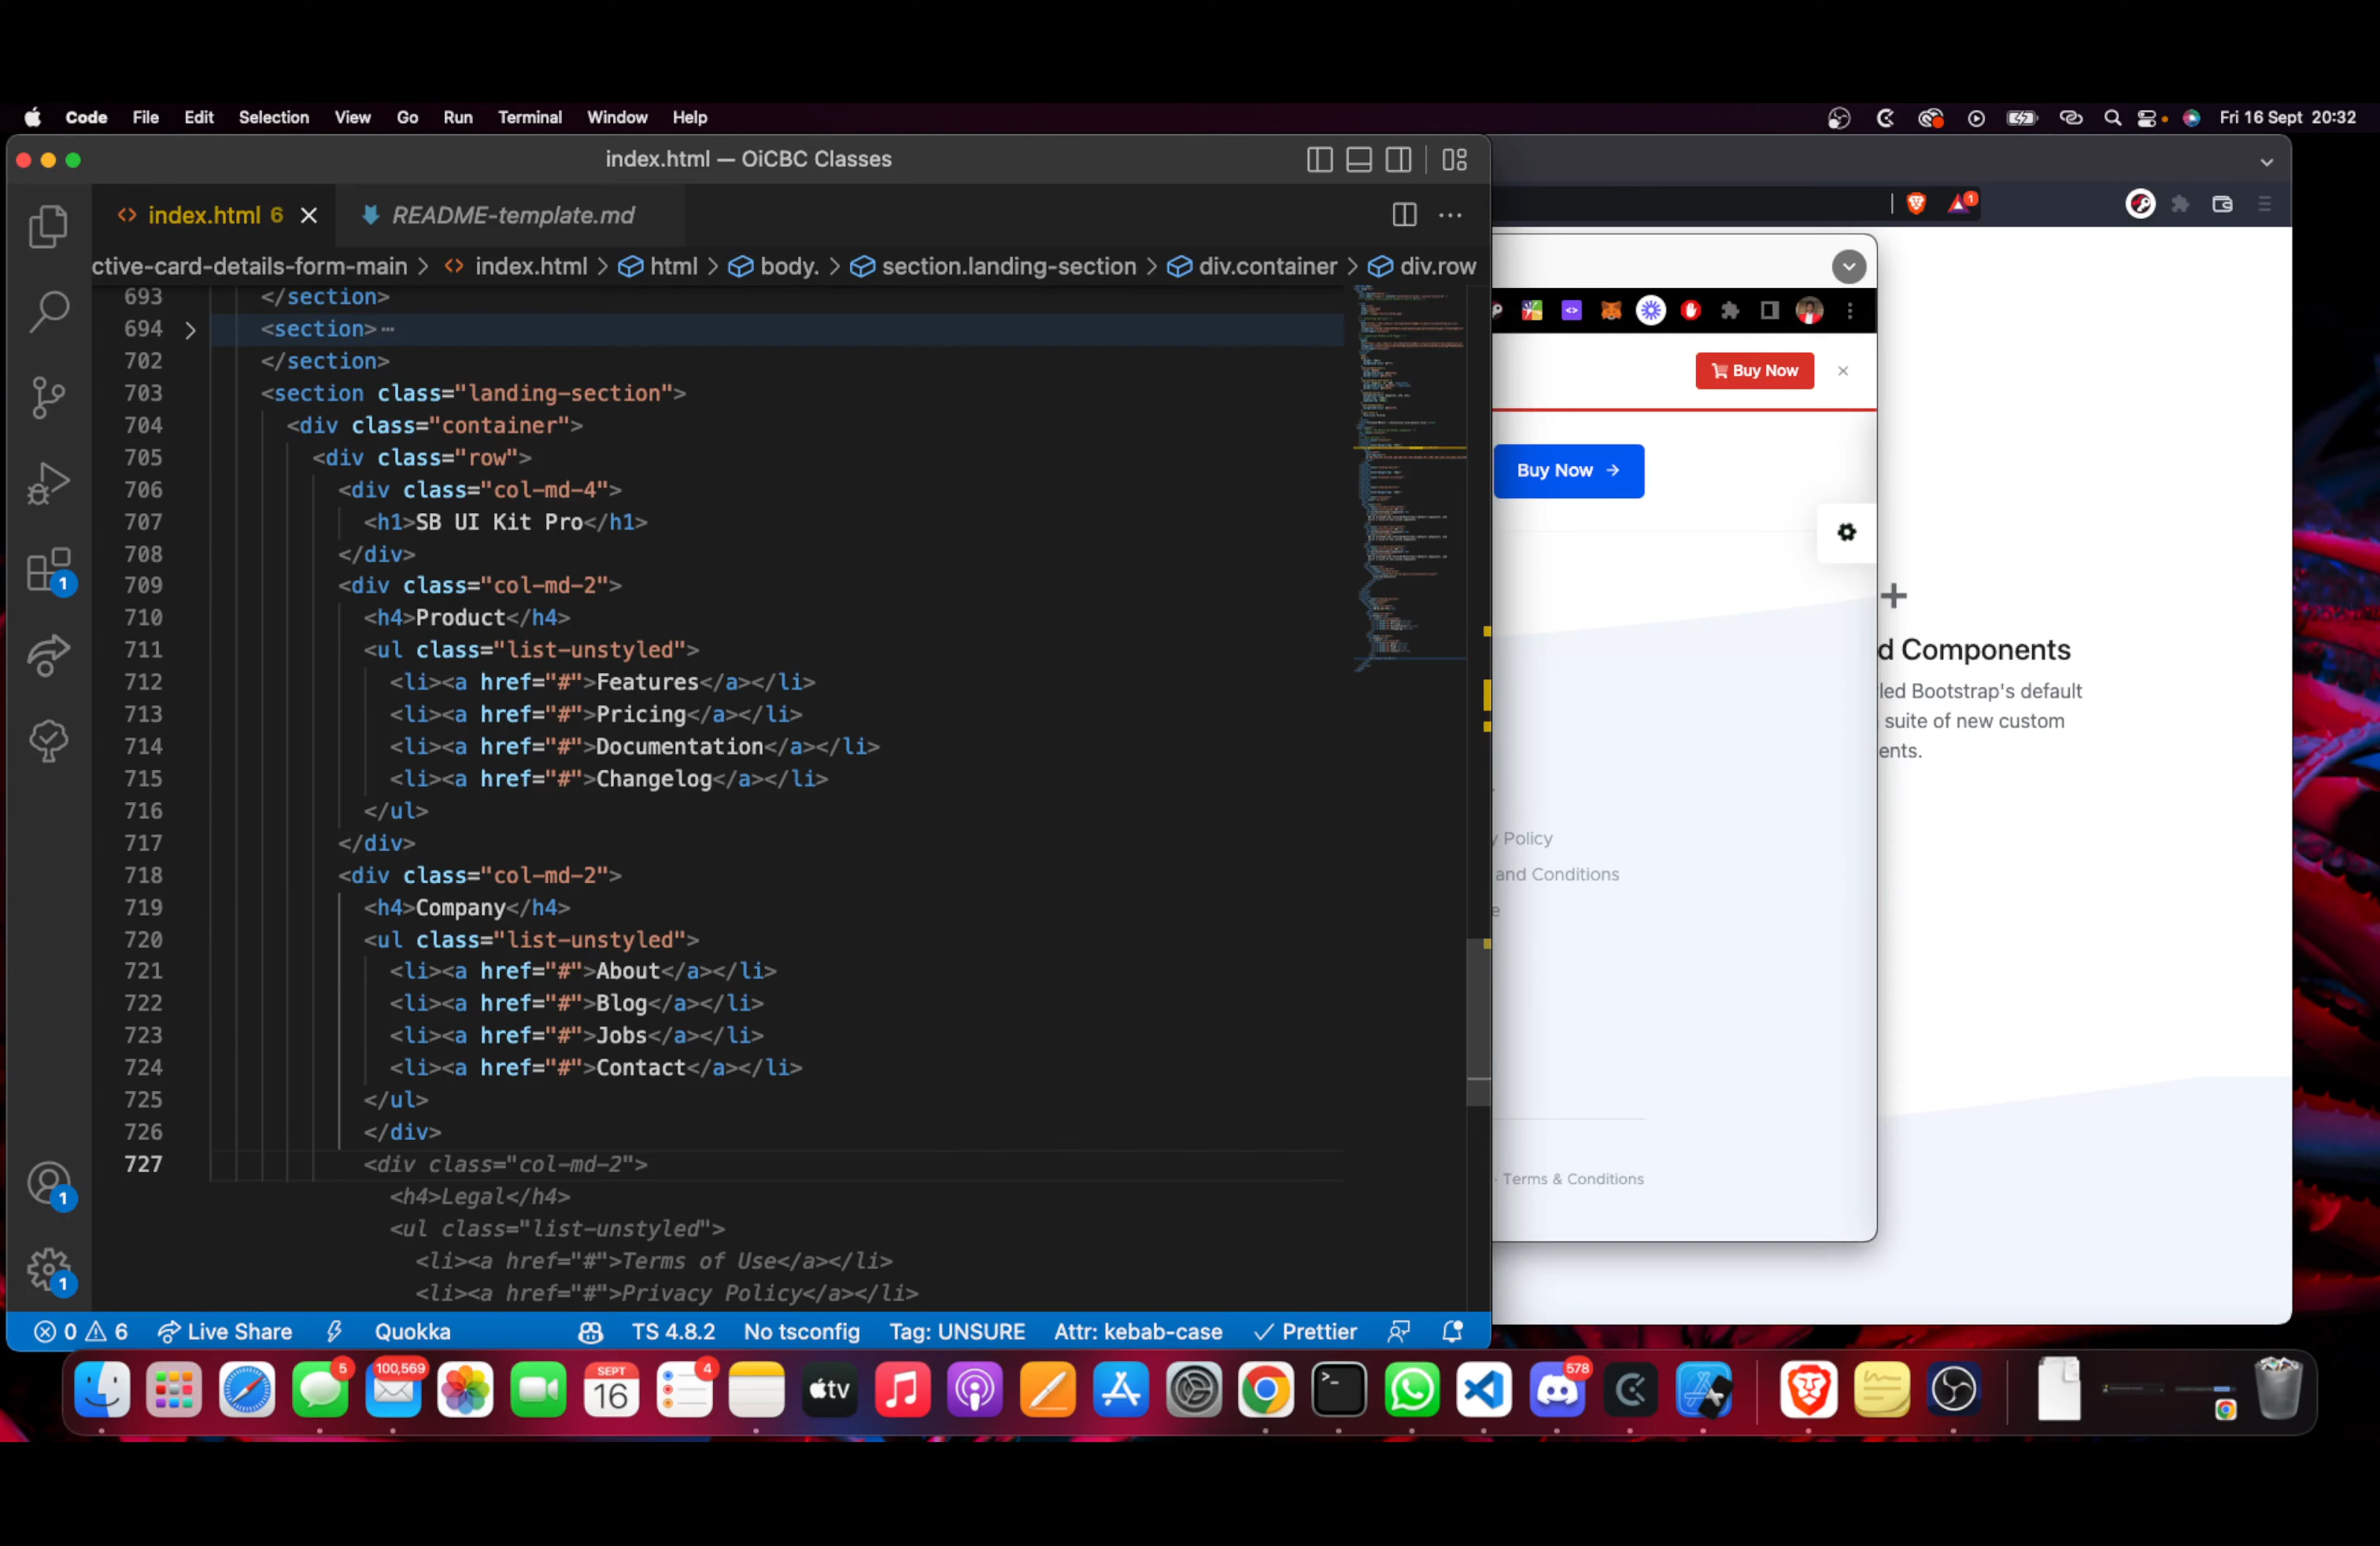 Code File Edit Selection View Go Run Terminal Window Help
Fri 16 Sept 20:32
index.html — OiCBC Classes
index.html 6
README-template.md
ctive-card-details-form-main > index.html > html > body. > section.landing-section > div.container > div.row
693 </section>
694 <section>⋯
702 </section>
703 <section class="landing-section">
704 <div class="container">
705 <div class="row">
706 <div class="col-md-4">
707 <h1>SB UI Kit Pro</h1>
708 </div>
709 <div class="col-md-2">
710 <h4>Product</h4>
711 <ul class="list-unstyled">
712 <li><a href="#">Features</a></li>
713 <li><a href="#">Pricing</a></li>
714 <li><a href="#">Documentation</a></li>
715 <li><a href="#">Changelog</a></li>
716 </ul>
717 </div>
718 <div class="col-md-2">
719 <h4>Company</h4>
720 <ul class="list-unstyled">
721 <li><a href="#">About</a></li>
722 <li><a href="#">Blog</a></li>
723 <li><a href="#">Jobs</a></li>
724 <li><a href="#">Contact</a></li>
725 </ul>
726 </div>
727 <div class="col-md-2">
<h4>Legal</h4>
<ul class="list-unstyled">
<li><a href="#">Terms of Use</a></li>
<li><a href="#">Privacy Policy</a></li>
1
1
1
0 6 Live Share Quokka TS 4.8.2 No tsconfig Tag: UNSURE Attr: kebab-case Prettier
1
Buy Now
Buy Now
y Policy
and Conditions
e
· Terms & Conditions
d Components
led Bootstrap's default
suite of new custom
ents.
5
100,569
SEPT
16
4
tv
578